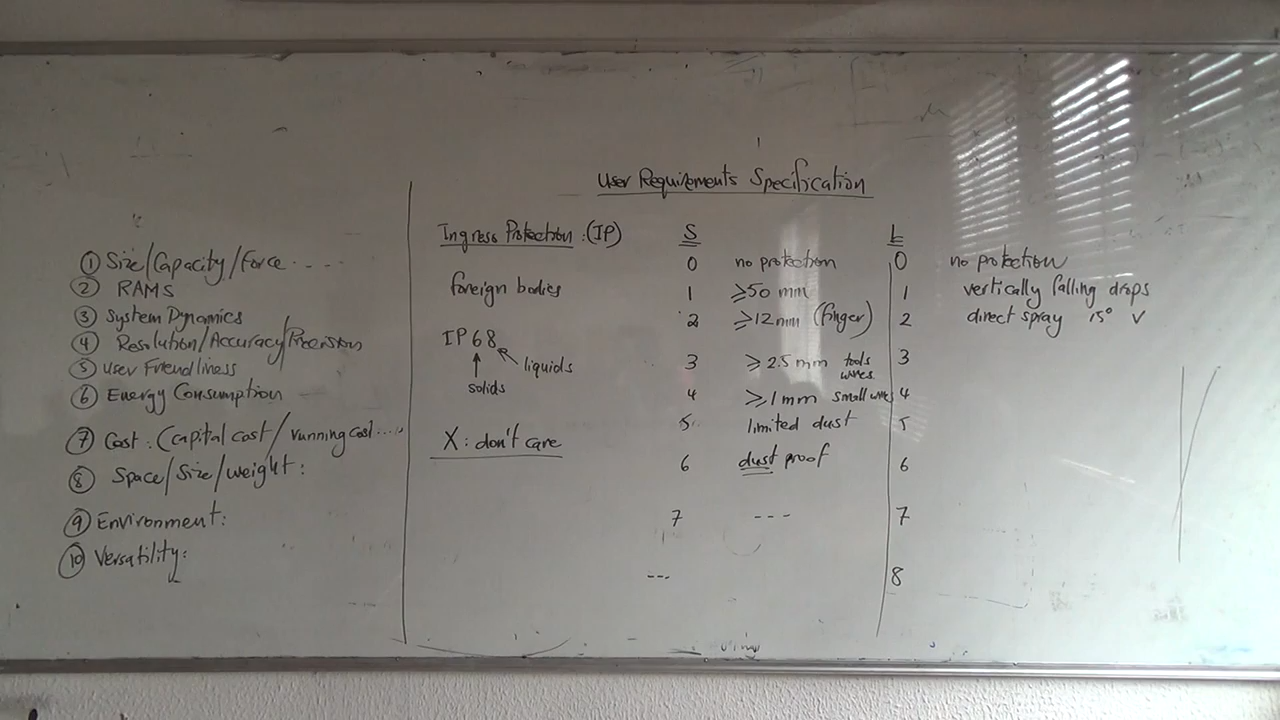 User Requirements Specification
① Size/Capacity/Force - - - -
② RAMS
③ System Dynamics
④ Resolution/Accuracy/Precision
⑤ User Friendliness
⑥ Energy Consumption
⑦ Cost: (capital cost/running cost....
⑧ Space/Size/weight:
⑨ Environment:
⑩ Versatility:
Ingress Protection: (IP)
foreign bodies
IP68
liquids
solids
X: don't care
S
0 no protection
1 ≥50 mm
2 ≥12mm (finger)
3 ≥2.5mm tools
wires
4 ≥1mm small wires
5 limited dust
6 dust proof
7 ---
---
L
0 no protection
1 vertically falling drops
2 direct spray 15° V
3
4
5
6
7
8